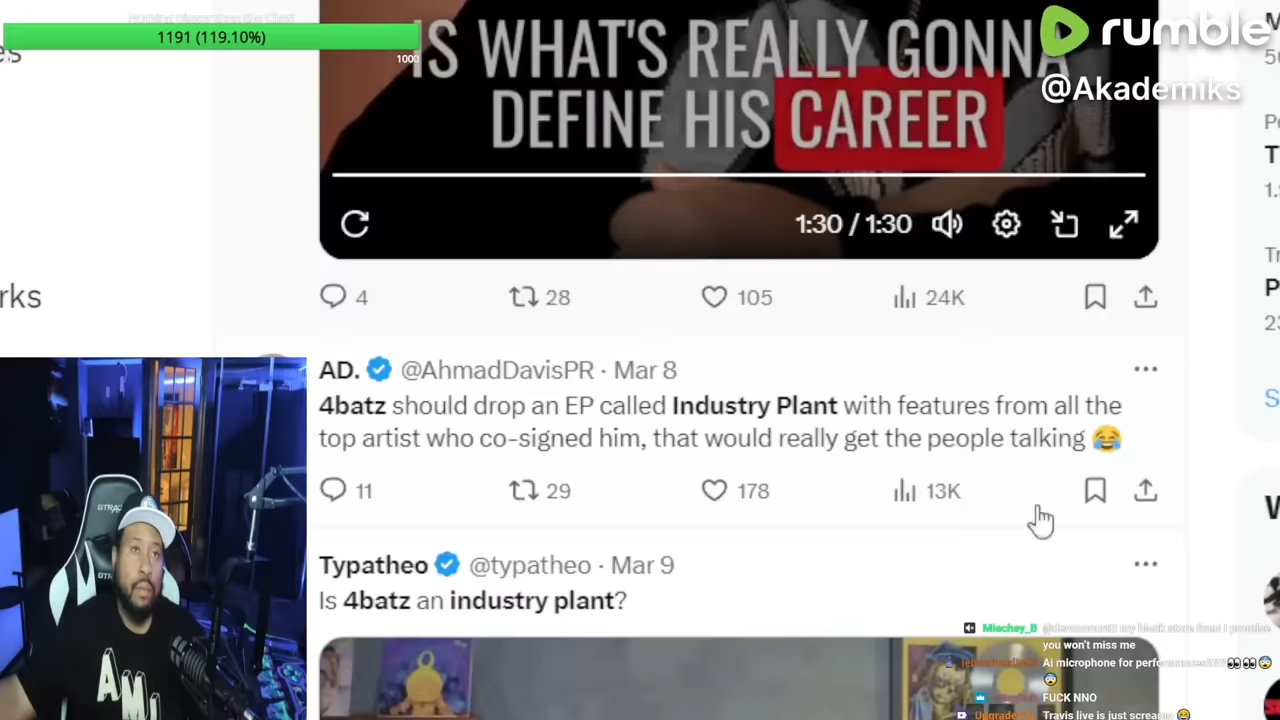 1191 (119.10%)
1000
rumble
@Akademiks
IS WHAT'S REALLY GONNA
DEFINE HIS CAREER
1:30 / 1:30
4
28
105
24K
rks
AD. @AhmadDavisPR · Mar 8
4batz should drop an EP called Industry Plant with features from all the
top artist who co-signed him, that would really get the people talking 😂
11
29
178
13K
Typatheo @typatheo · Mar 9
Is 4batz an industry plant?
GTRAC
you won't miss me
Ai microphone for performances
FUCK NNO
Travis live is just screams